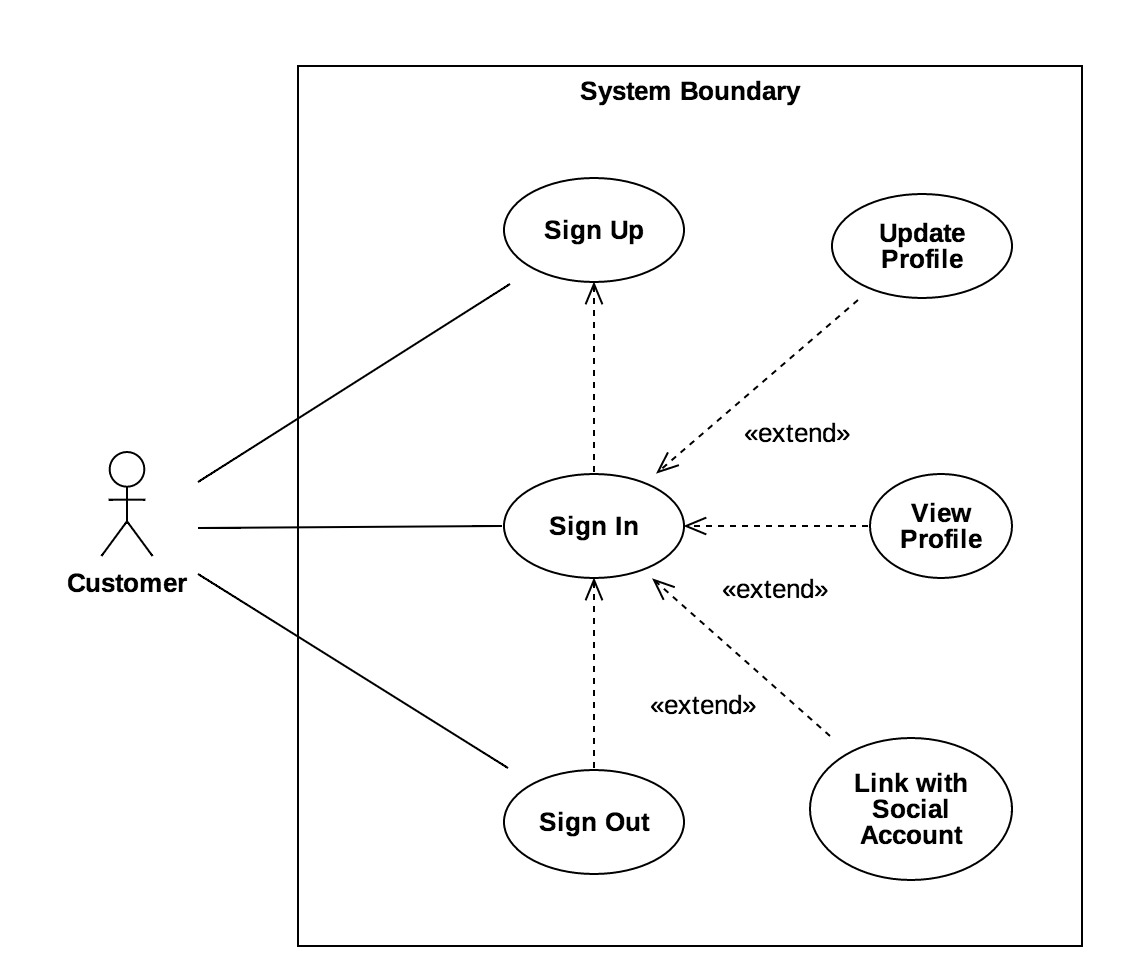 System Boundary
Sign Up
Update
Profile
«extend»
Sign In
View
Profile
Customer
«extend»
«extend»
Sign Out
Link with
Social
Account